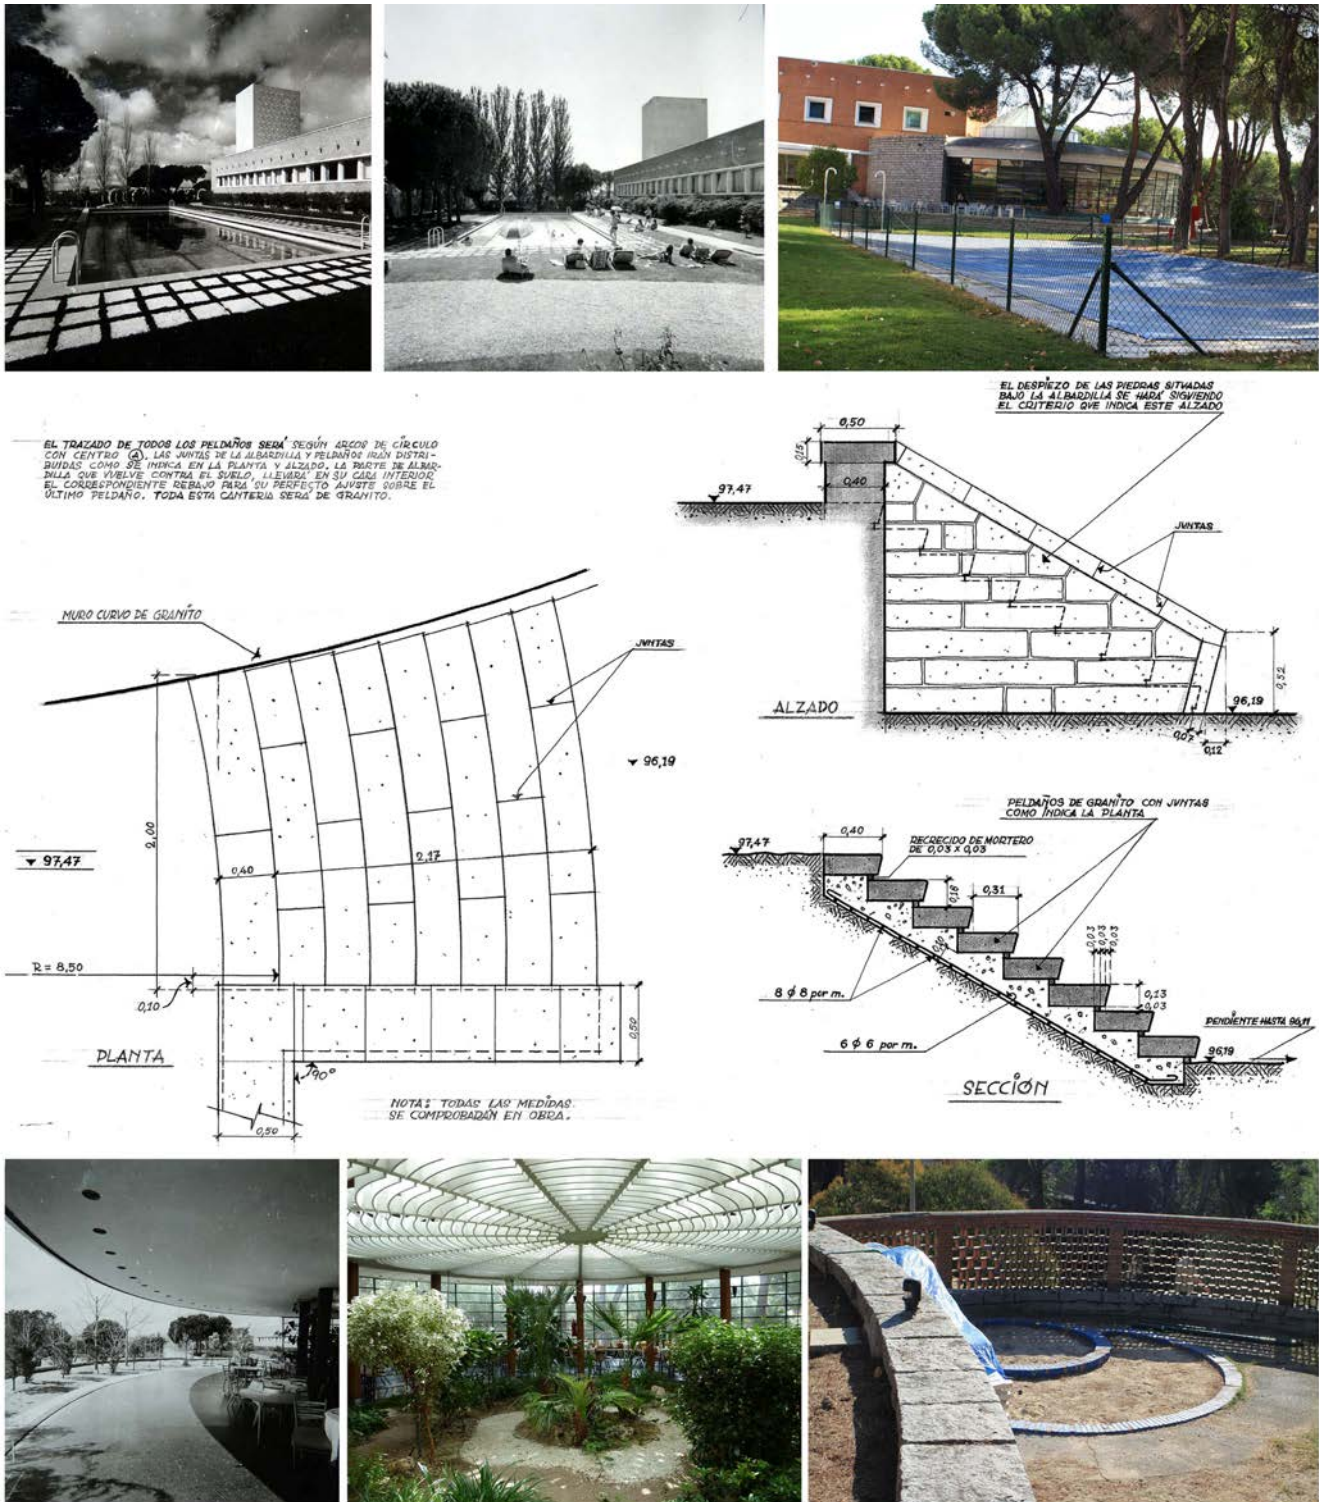 EL TRAZADO DE TODOS LOS PELDAÑOS SERÁ SEGÚN ARCOS DE CÍRCULO
CON CENTRO Ⓐ. LAS JUNTAS DE LA ALBARDILLA Y PELDAÑOS IRÁN DISTRI-
BUIDAS COMO SE INDICA EN LA PLANTA Y ALZADO. LA PARTE DE ALBAR-
DILLA QUE VUELVE CONTRA EL SUELO, LLEVARÁ EN SU CARA INTERIOR
EL CORRESPONDIENTE REBAJO PARA SU PERFECTO AJUSTE SOBRE EL
ÚLTIMO PELDAÑO. TODA ESTA CANTERÍA SERÁ DE GRANITO.
MURO CURVO DE GRANITO
JUNTAS
2,00
96,19
97,47
0,40
2,17
R = 8,50
0,10
0,50
PLANTA
90°
0,50
NOTA: TODAS LAS MEDIDAS
SE COMPROBARÁN EN OBRA.
EL DESPIEZO DE LAS PIEDRAS SITUADAS
BAJO LA ALBARDILLA SE HARÁ SIGUIENDO
EL CRITERIO QUE INDICA ESTE ALZADO
0,50
0,15
0,40
97,47
JUNTAS
0,52
ALZADO
96,19
0,07
0,12
PELDAÑOS DE GRANITO CON JUNTAS
COMO INDICA LA PLANTA
0,40
RECRECIDO DE MORTERO
DE 0,03 x 0,03
97,47
0,16
0,31
0,10
0,03
0,03
0,03
8 ϕ 8 por m.
0,13
0,03
6 ϕ 6 por m.
PENDIENTE HASTA 96,11
96,19
SECCIÓN